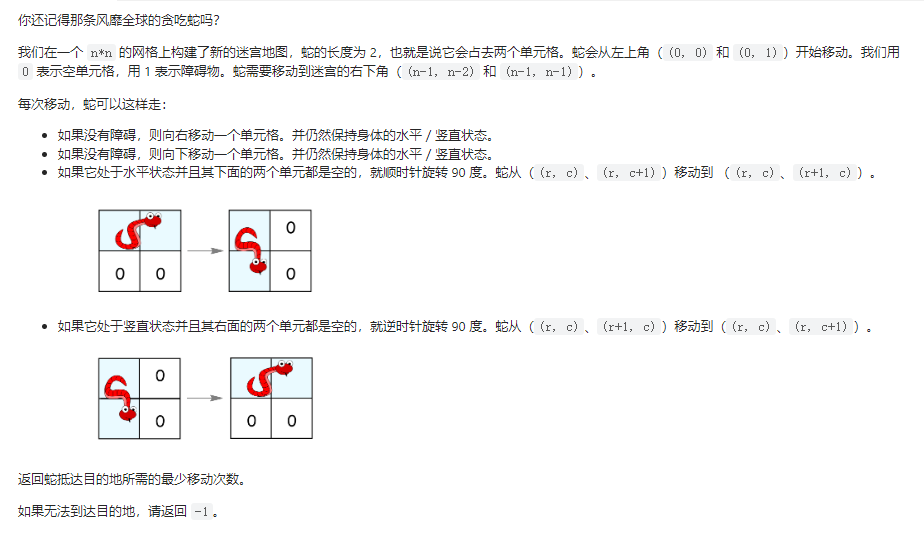 你还记得那条风靡全球的贪吃蛇吗？
我们在一个 n*n 的网格上构建了新的迷宫地图，蛇的长度为 2，也就是说它会占去两个单元格。蛇会从左上角（(0, 0) 和 (0, 1)）开始移动。我们用
0 表示空单元格，用 1 表示障碍物。蛇需要移动到迷宫的右下角（(n-1, n-2) 和 (n-1, n-1)）。
每次移动，蛇可以这样走：
• 如果没有障碍，则向右移动一个单元格。并仍然保持身体的水平／竖直状态。
• 如果没有障碍，则向下移动一个单元格。并仍然保持身体的水平／竖直状态。
• 如果它处于水平状态并且其下面的两个单元都是空的，就顺时针旋转 90 度。蛇从（(r, c)、(r, c+1)）移动到 （(r, c)、(r+1, c)）。
0
0 0 0
• 如果它处于竖直状态并且其右面的两个单元都是空的，就逆时针旋转 90 度。蛇从（(r, c)、(r+1, c)）移动到（(r, c)、(r, c+1)）。
0
0 0 0
返回蛇抵达目的地所需的最少移动次数。
如果无法到达目的地，请返回 -1。